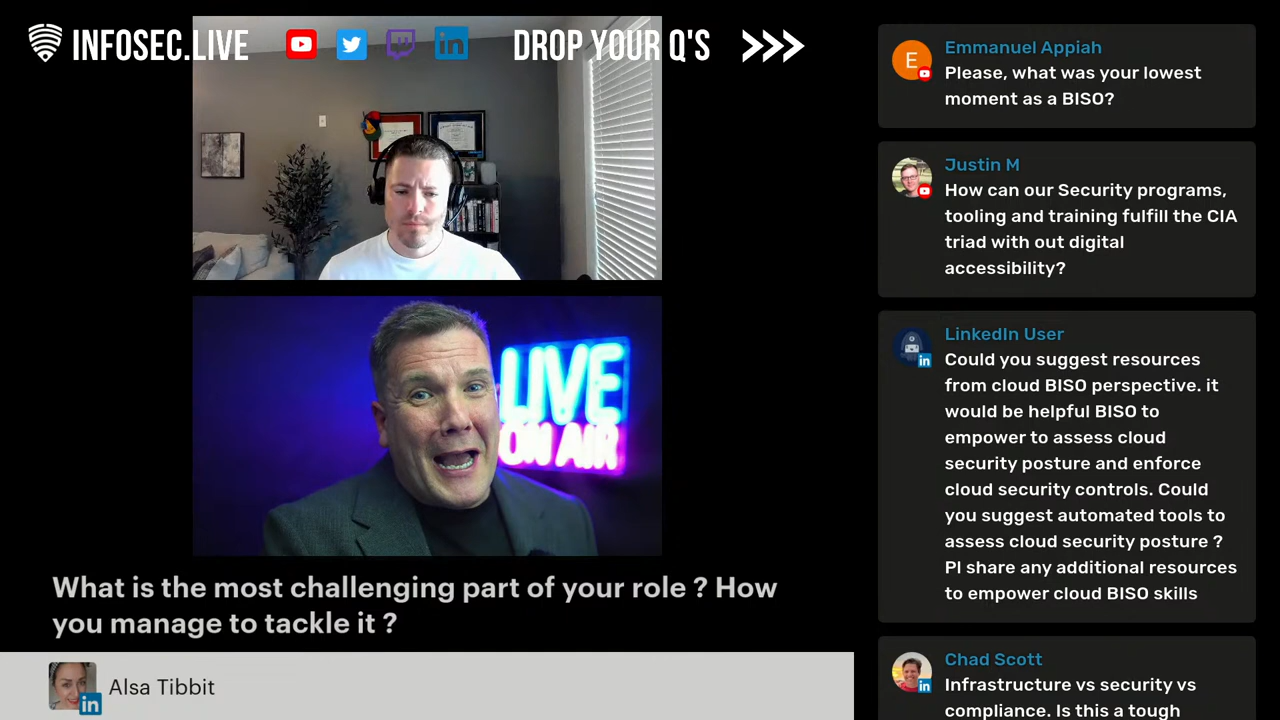 INFOSEC.LIVE
DROP YOUR Q'S
LIVE
ON AIR
What is the most challenging part of your role ? How
you manage to tackle it ?
Alsa Tibbit
E
Emmanuel Appiah
Please, what was your lowest
moment as a BISO?
Justin M
How can our Security programs,
tooling and training fulfill the CIA
triad with out digital
accessibility?
LinkedIn User
Could you suggest resources
from cloud BISO perspective. it
would be helpful BISO to
empower to assess cloud
security posture and enforce
cloud security controls. Could
you suggest automated tools to
assess cloud security posture ?
Pl share any additional resources
to empower cloud BISO skills
Chad Scott
Infrastructure vs security vs
compliance. Is this a tough